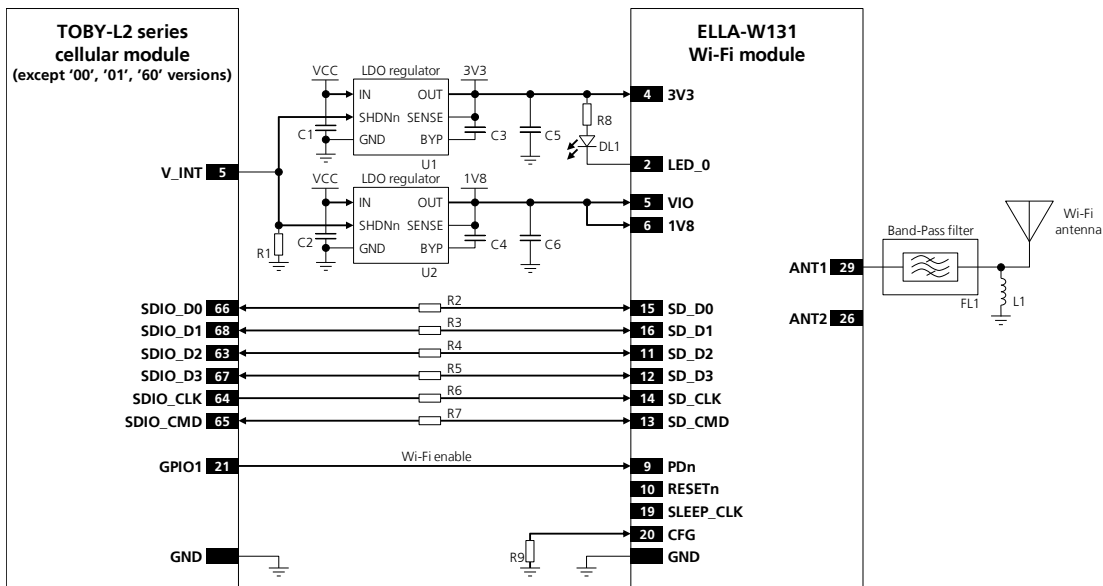 TOBY-L2 series
cellular module
(except ‘00’, ‘01’, ‘60’ versions)
ELLA-W131
Wi-Fi module
VCC LDO regulator 3V3
IN OUT
SHDNn SENSE
GND BYP
C1 C3 C5 R8
DL1
U1
4 3V3
2 LED_0
V_INT 5
VCC LDO regulator 1V8
IN OUT
SHDNn SENSE
GND BYP
R1 C2 C4 C6
U2
5 VIO
6 1V8
Band-Pass filter
Wi-Fi
antenna
ANT1 29
FL1 L1
ANT2 26
SDIO_D0 66 R2 15 SD_D0
SDIO_D1 68 R3 16 SD_D1
SDIO_D2 63 R4 11 SD_D2
SDIO_D3 67 R5 12 SD_D3
SDIO_CLK 64 R6 14 SD_CLK
SDIO_CMD 65 R7 13 SD_CMD
GPIO1 21 Wi-Fi enable 9 PDn
10 RESETn
19 SLEEP_CLK
20 CFG
R9
GND GND